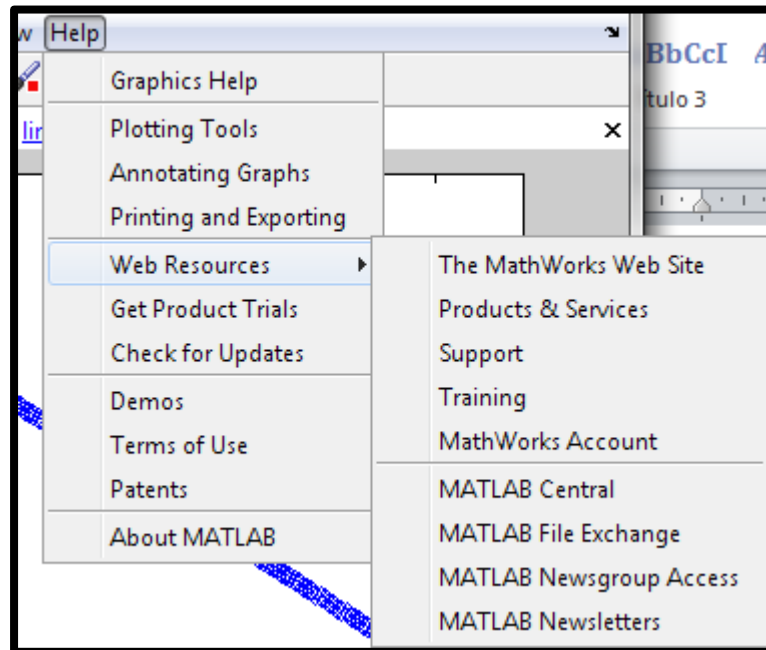 w Help
BbCcI A
tulo 3
lin
Graphics Help
Plotting Tools
Annotating Graphs
Printing and Exporting
Web Resources
Get Product Trials
Check for Updates
Demos
Terms of Use
Patents
About MATLAB
The MathWorks Web Site
Products & Services
Support
Training
MathWorks Account
MATLAB Central
MATLAB File Exchange
MATLAB Newsgroup Access
MATLAB Newsletters